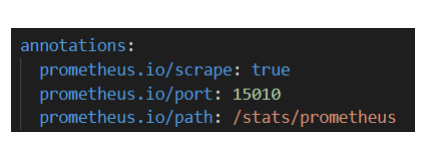 annotations:
  prometheus.io/scrape: true
  prometheus.io/port: 15010
  prometheus.io/path: /stats/prometheus